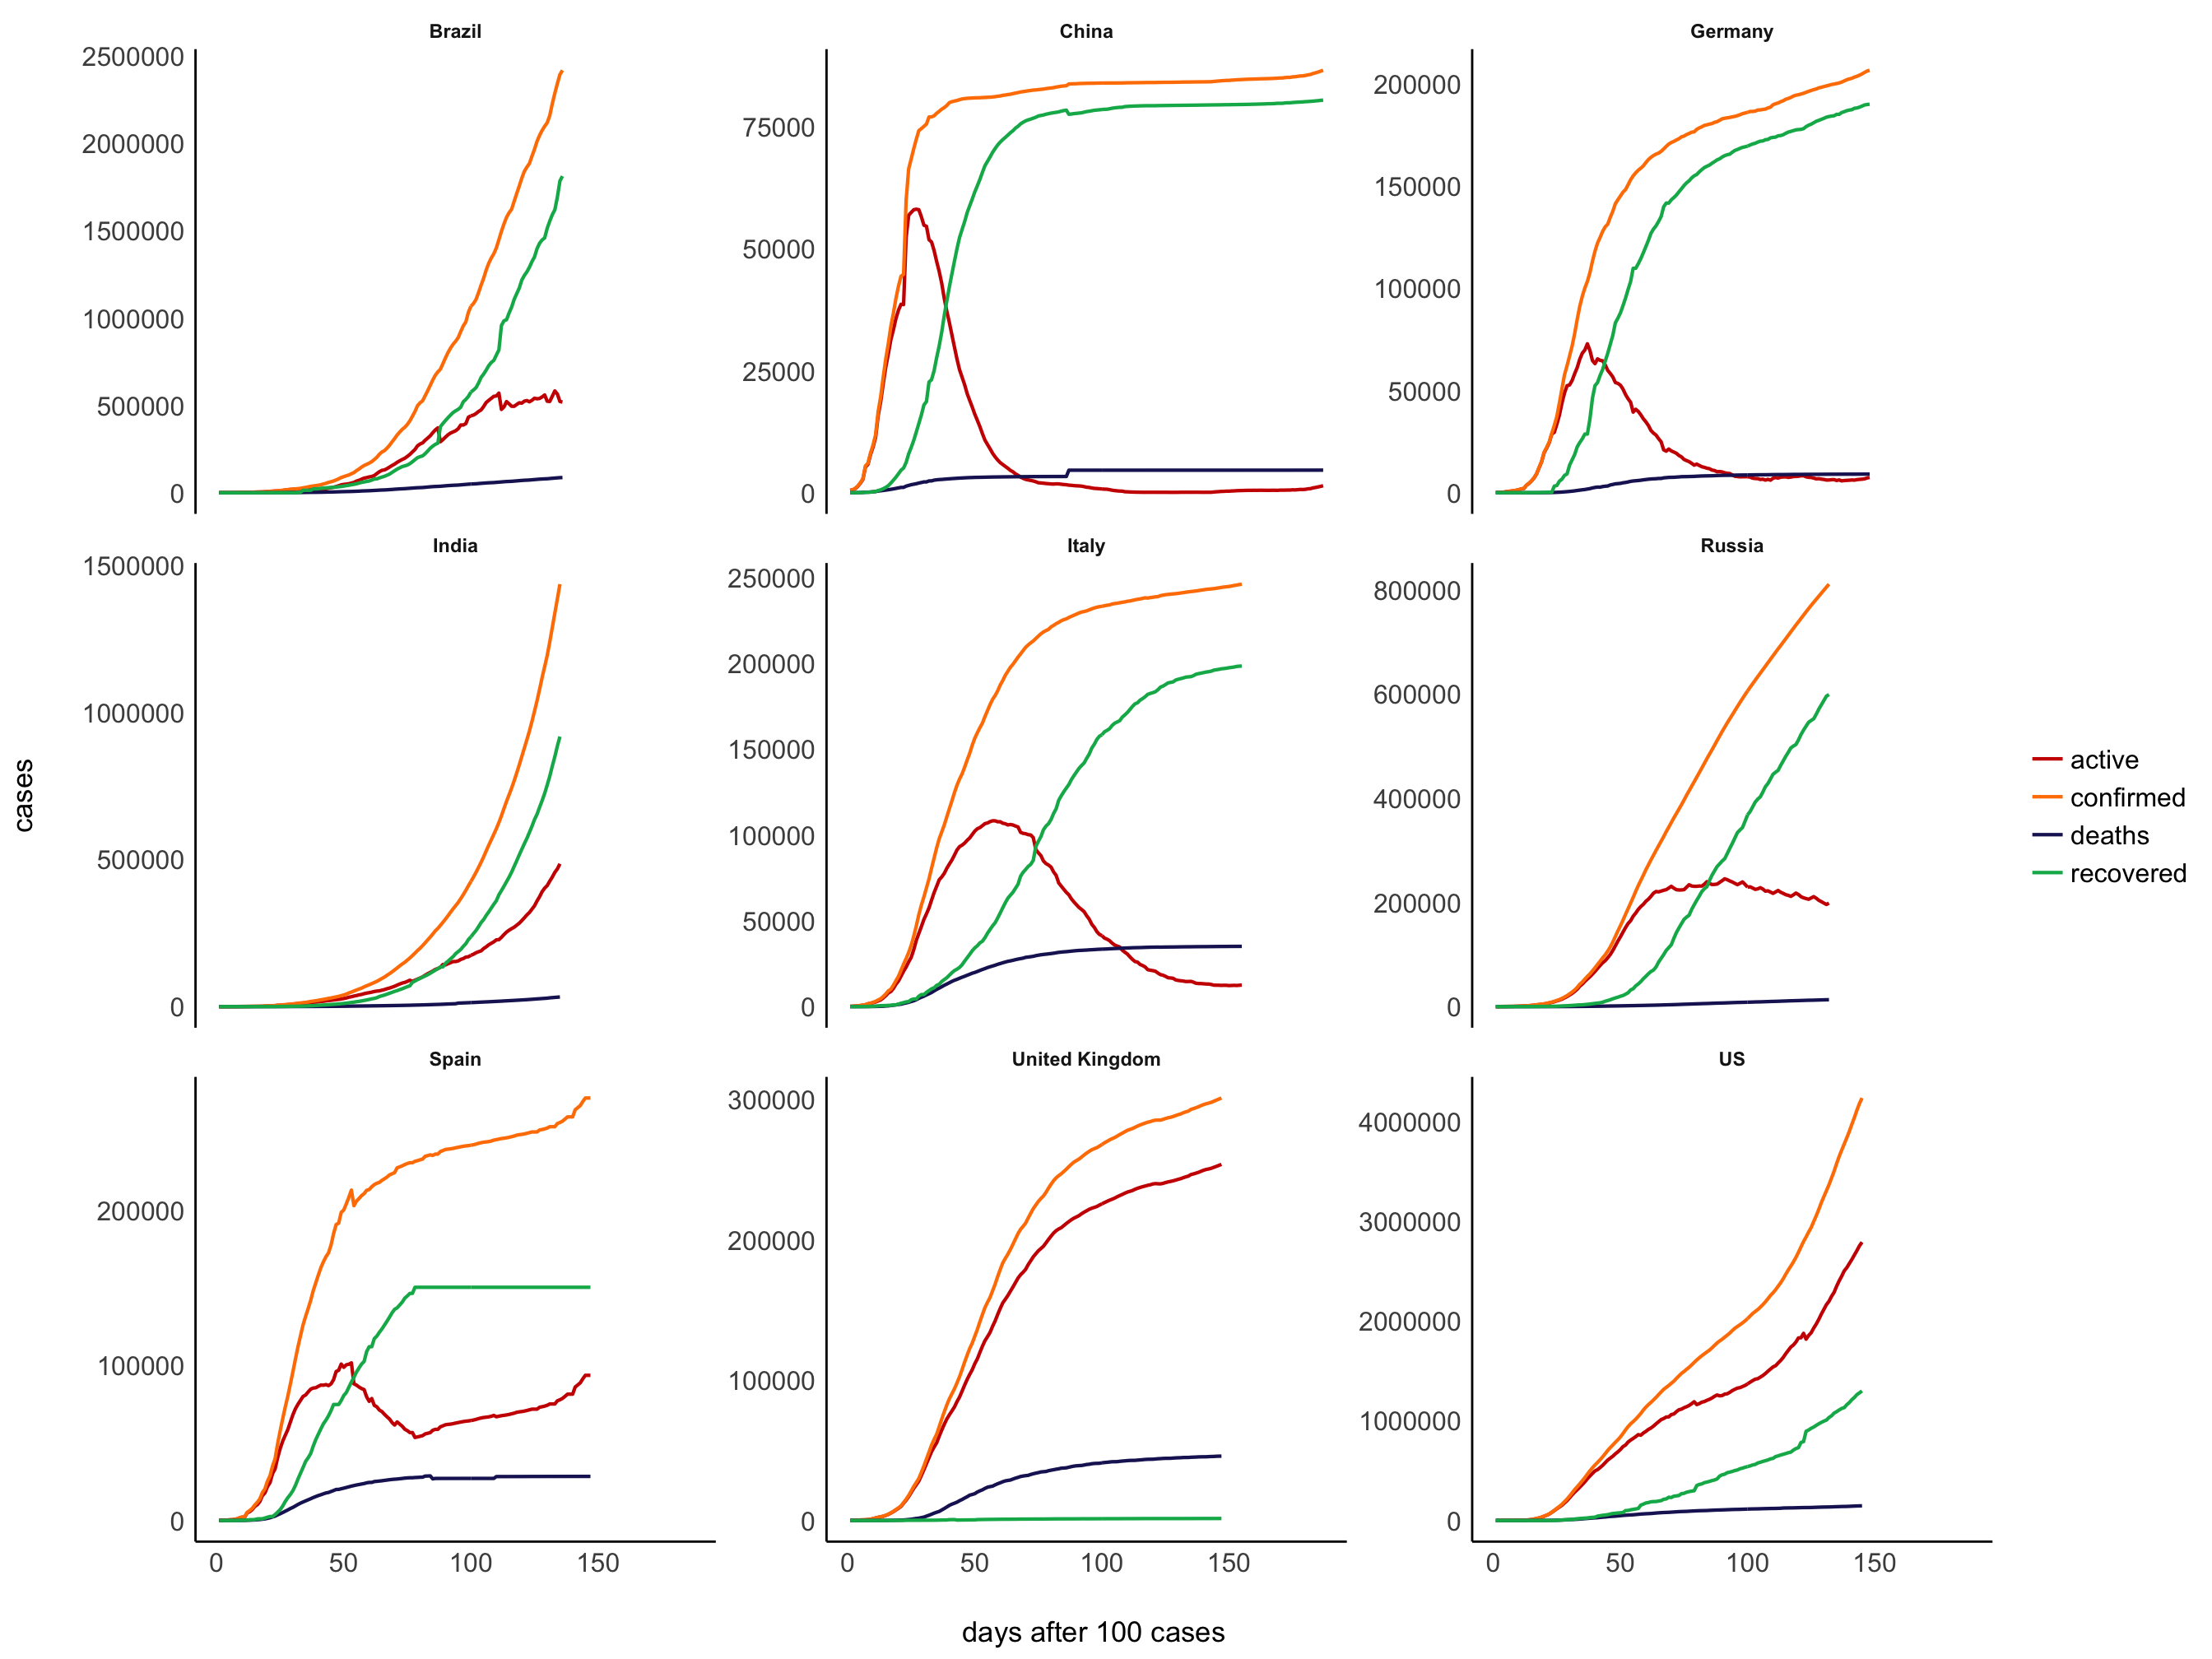 Brazil
China
Germany
2500000
2000000
1500000
1000000
500000
0
75000
50000
25000
0
200000
150000
100000
50000
0
India
Italy
Russia
1500000
1000000
500000
0
250000
200000
150000
100000
50000
0
800000
600000
400000
200000
0
Spain
United Kingdom
US
200000
100000
0
300000
200000
100000
0
4000000
3000000
2000000
1000000
0
0 50 100 150
0 50 100 150
0 50 100 150
days after 100 cases
cases
active
confirmed
deaths
recovered